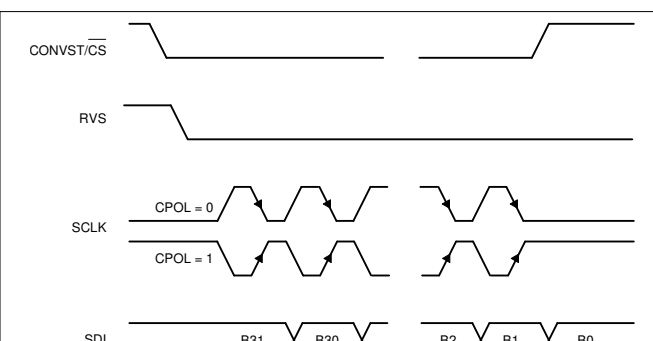 CONVST/CS
RVS
CPOL = 0
SCLK
CPOL = 1
SDI B31 B30 B2 B1 B0